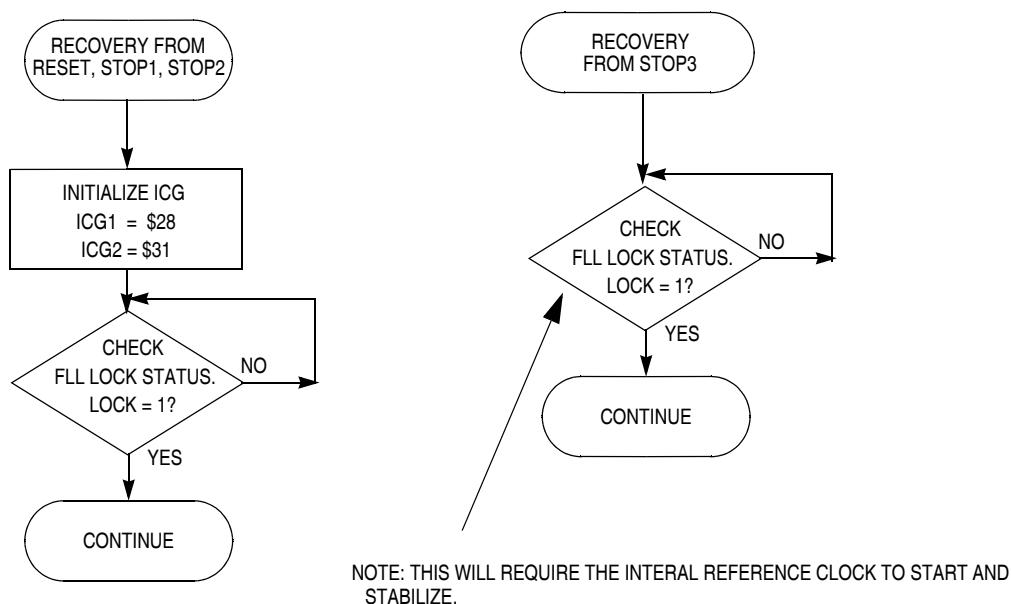 RECOVERY FROM
RESET, STOP1, STOP2
INITIALIZE ICG
ICG1 = $28
ICG2 = $31
CHECK
FLL LOCK STATUS.
LOCK = 1?
NO
YES
CONTINUE
RECOVERY
FROM STOP3
CHECK
FLL LOCK STATUS.
LOCK = 1?
NO
YES
CONTINUE
NOTE: THIS WILL REQUIRE THE INTERAL REFERENCE CLOCK TO START AND
STABILIZE.